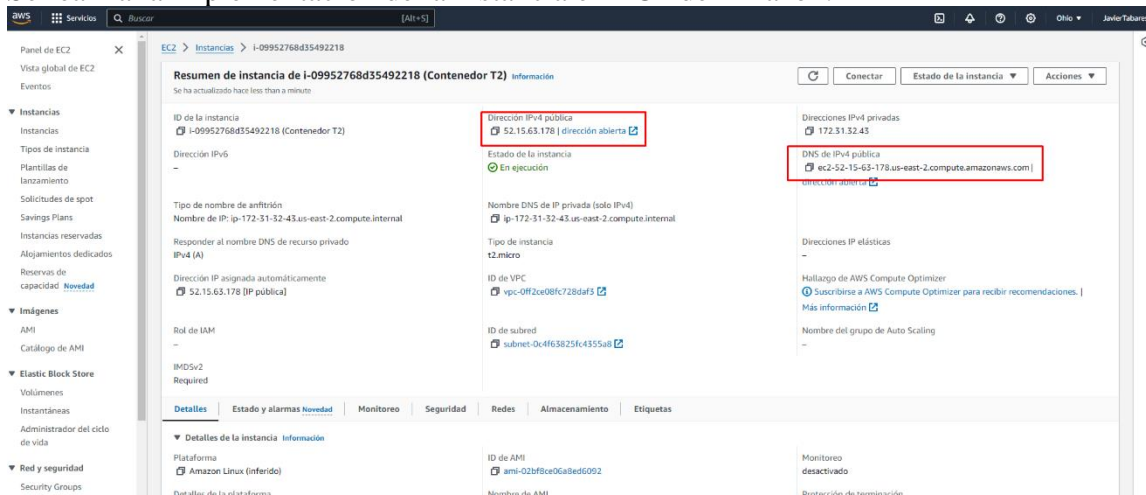 aws Servicios Buscar [Alt+S] Ohio JavierTabares
Panel de EC2
Vista global de EC2
Eventos
Instancias
Instancias
Tipos de instancia
Plantillas de
lanzamiento
Solicitudes de spot
Savings Plans
Instancias reservadas
Alojamientos dedicados
Reservas de
capacidad Novedad
Imágenes
AMI
Catálogo de AMI
Elastic Block Store
Volúmenes
Instantáneas
Administrador del ciclo
de vida
Red y seguridad
Security Groups
EC2 > Instancias > i-09952768d35492218
Resumen de instancia de i-09952768d35492218 (Contenedor T2) Información
Se ha actualizado hace less than a minute
Conectar Estado de la instancia Acciones
ID de la instancia
i-09952768d35492218 (Contenedor T2)
Dirección IPv4 pública
52.15.63.178 | dirección abierta
Direcciones IPv4 privadas
172.31.32.43
Dirección IPv6
–
Estado de la instancia
En ejecución
DNS de IPv4 pública
ec2-52-15-63-178.us-east-2.compute.amazonaws.com |
dirección abierta
Tipo de nombre de anfitrión
Nombre de IP: ip-172-31-32-43.us-east-2.compute.internal
Nombre DNS de IP privada (solo IPv4)
ip-172-31-32-43.us-east-2.compute.internal
Responder al nombre DNS de recurso privado
IPv4 (A)
Tipo de instancia
t2.micro
Direcciones IP elásticas
–
Dirección IP asignada automáticamente
52.15.63.178 [IP pública]
ID de VPC
vpc-0ff2ce08fc728daf3
Hallazgo de AWS Compute Optimizer
Suscribirse a AWS Compute Optimizer para recibir recomendaciones. |
Más información
Rol de IAM
–
ID de subred
subnet-0c4f63825fc4355a8
Nombre del grupo de Auto Scaling
–
IMDSv2
Required
Detalles Estado y alarmas Novedad Monitoreo Seguridad Redes Almacenamiento Etiquetas
Detalles de la instancia Información
Plataforma
Amazon Linux (inferido)
ID de AMI
ami-02bf8ce06a8ed6092
Monitoreo
desactivado
Detalles de la plataforma
Nombre de AMI
Protección de terminación